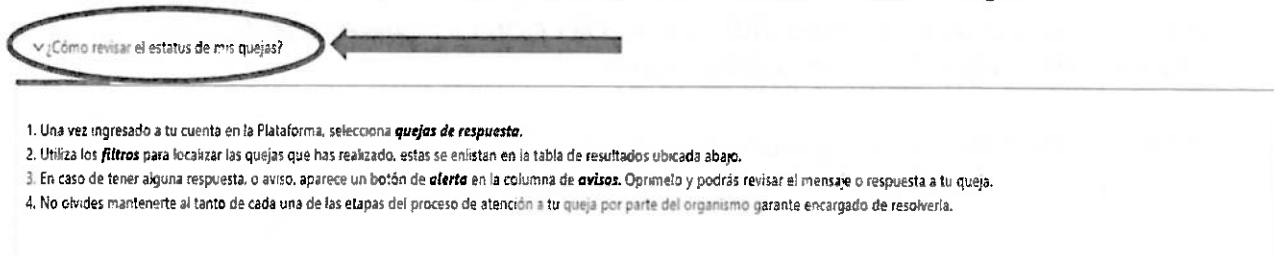 ¿Cómo revisar el estatus de mis quejas?
1. Una vez ingresado a tu cuenta en la Plataforma, selecciona quejas de respuesta.
2. Utiliza los filtros para localizar las quejas que has realizado, estas se enlistan en la tabla de resultados ubicada abajo.
3. En caso de tener alguna respuesta, o aviso, aparece un botón de alerta en la columna de avisos. Oprimelo y podrás revisar el mensaje o respuesta a tu queja.
4. No olvides mantenerte al tanto de cada una de las etapas del proceso de atención a tu queja por parte del organismo garante encargado de resolverla.